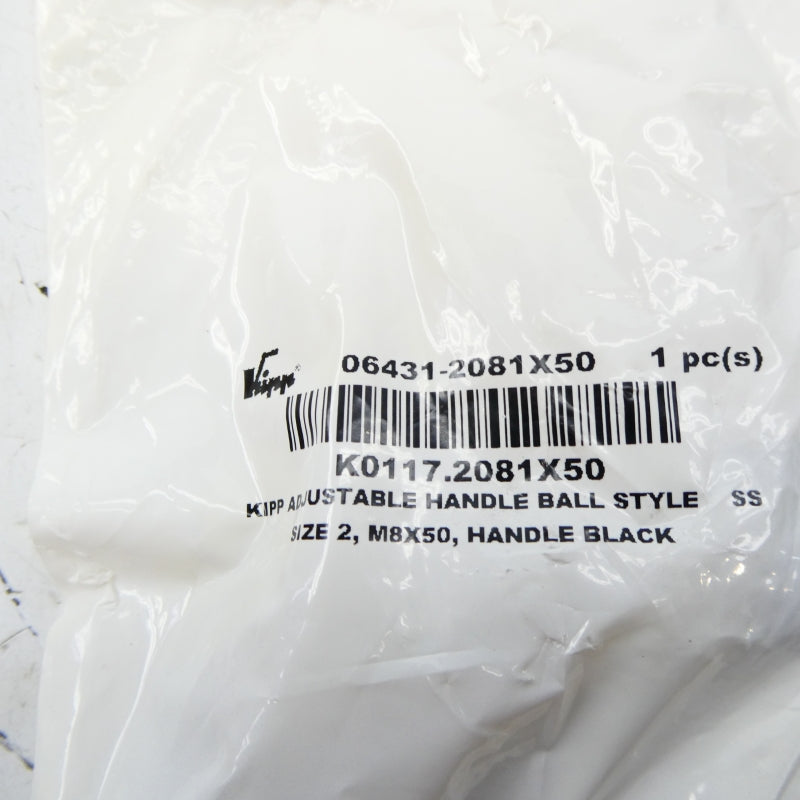 Kipp® 06431-2081X50 1 pc(s)
K0117.2081X50
KIPP ADJUSTABLE HANDLE BALL STYLE SS
SIZE 2, M8X50, HANDLE BLACK